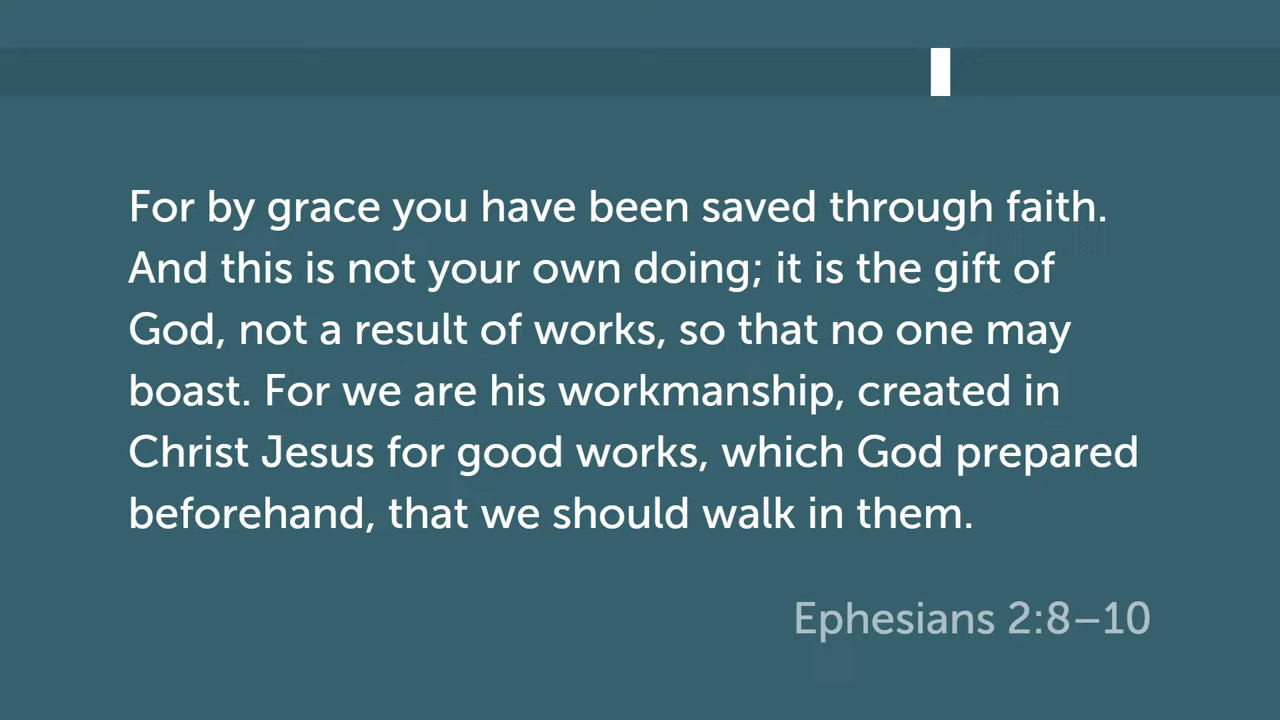 For by grace you have been saved through faith.
And this is not your own doing; it is the gift of
God, not a result of works, so that no one may
boast. For we are his workmanship, created in
Christ Jesus for good works, which God prepared
beforehand, that we should walk in them.
Ephesians 2:8–10